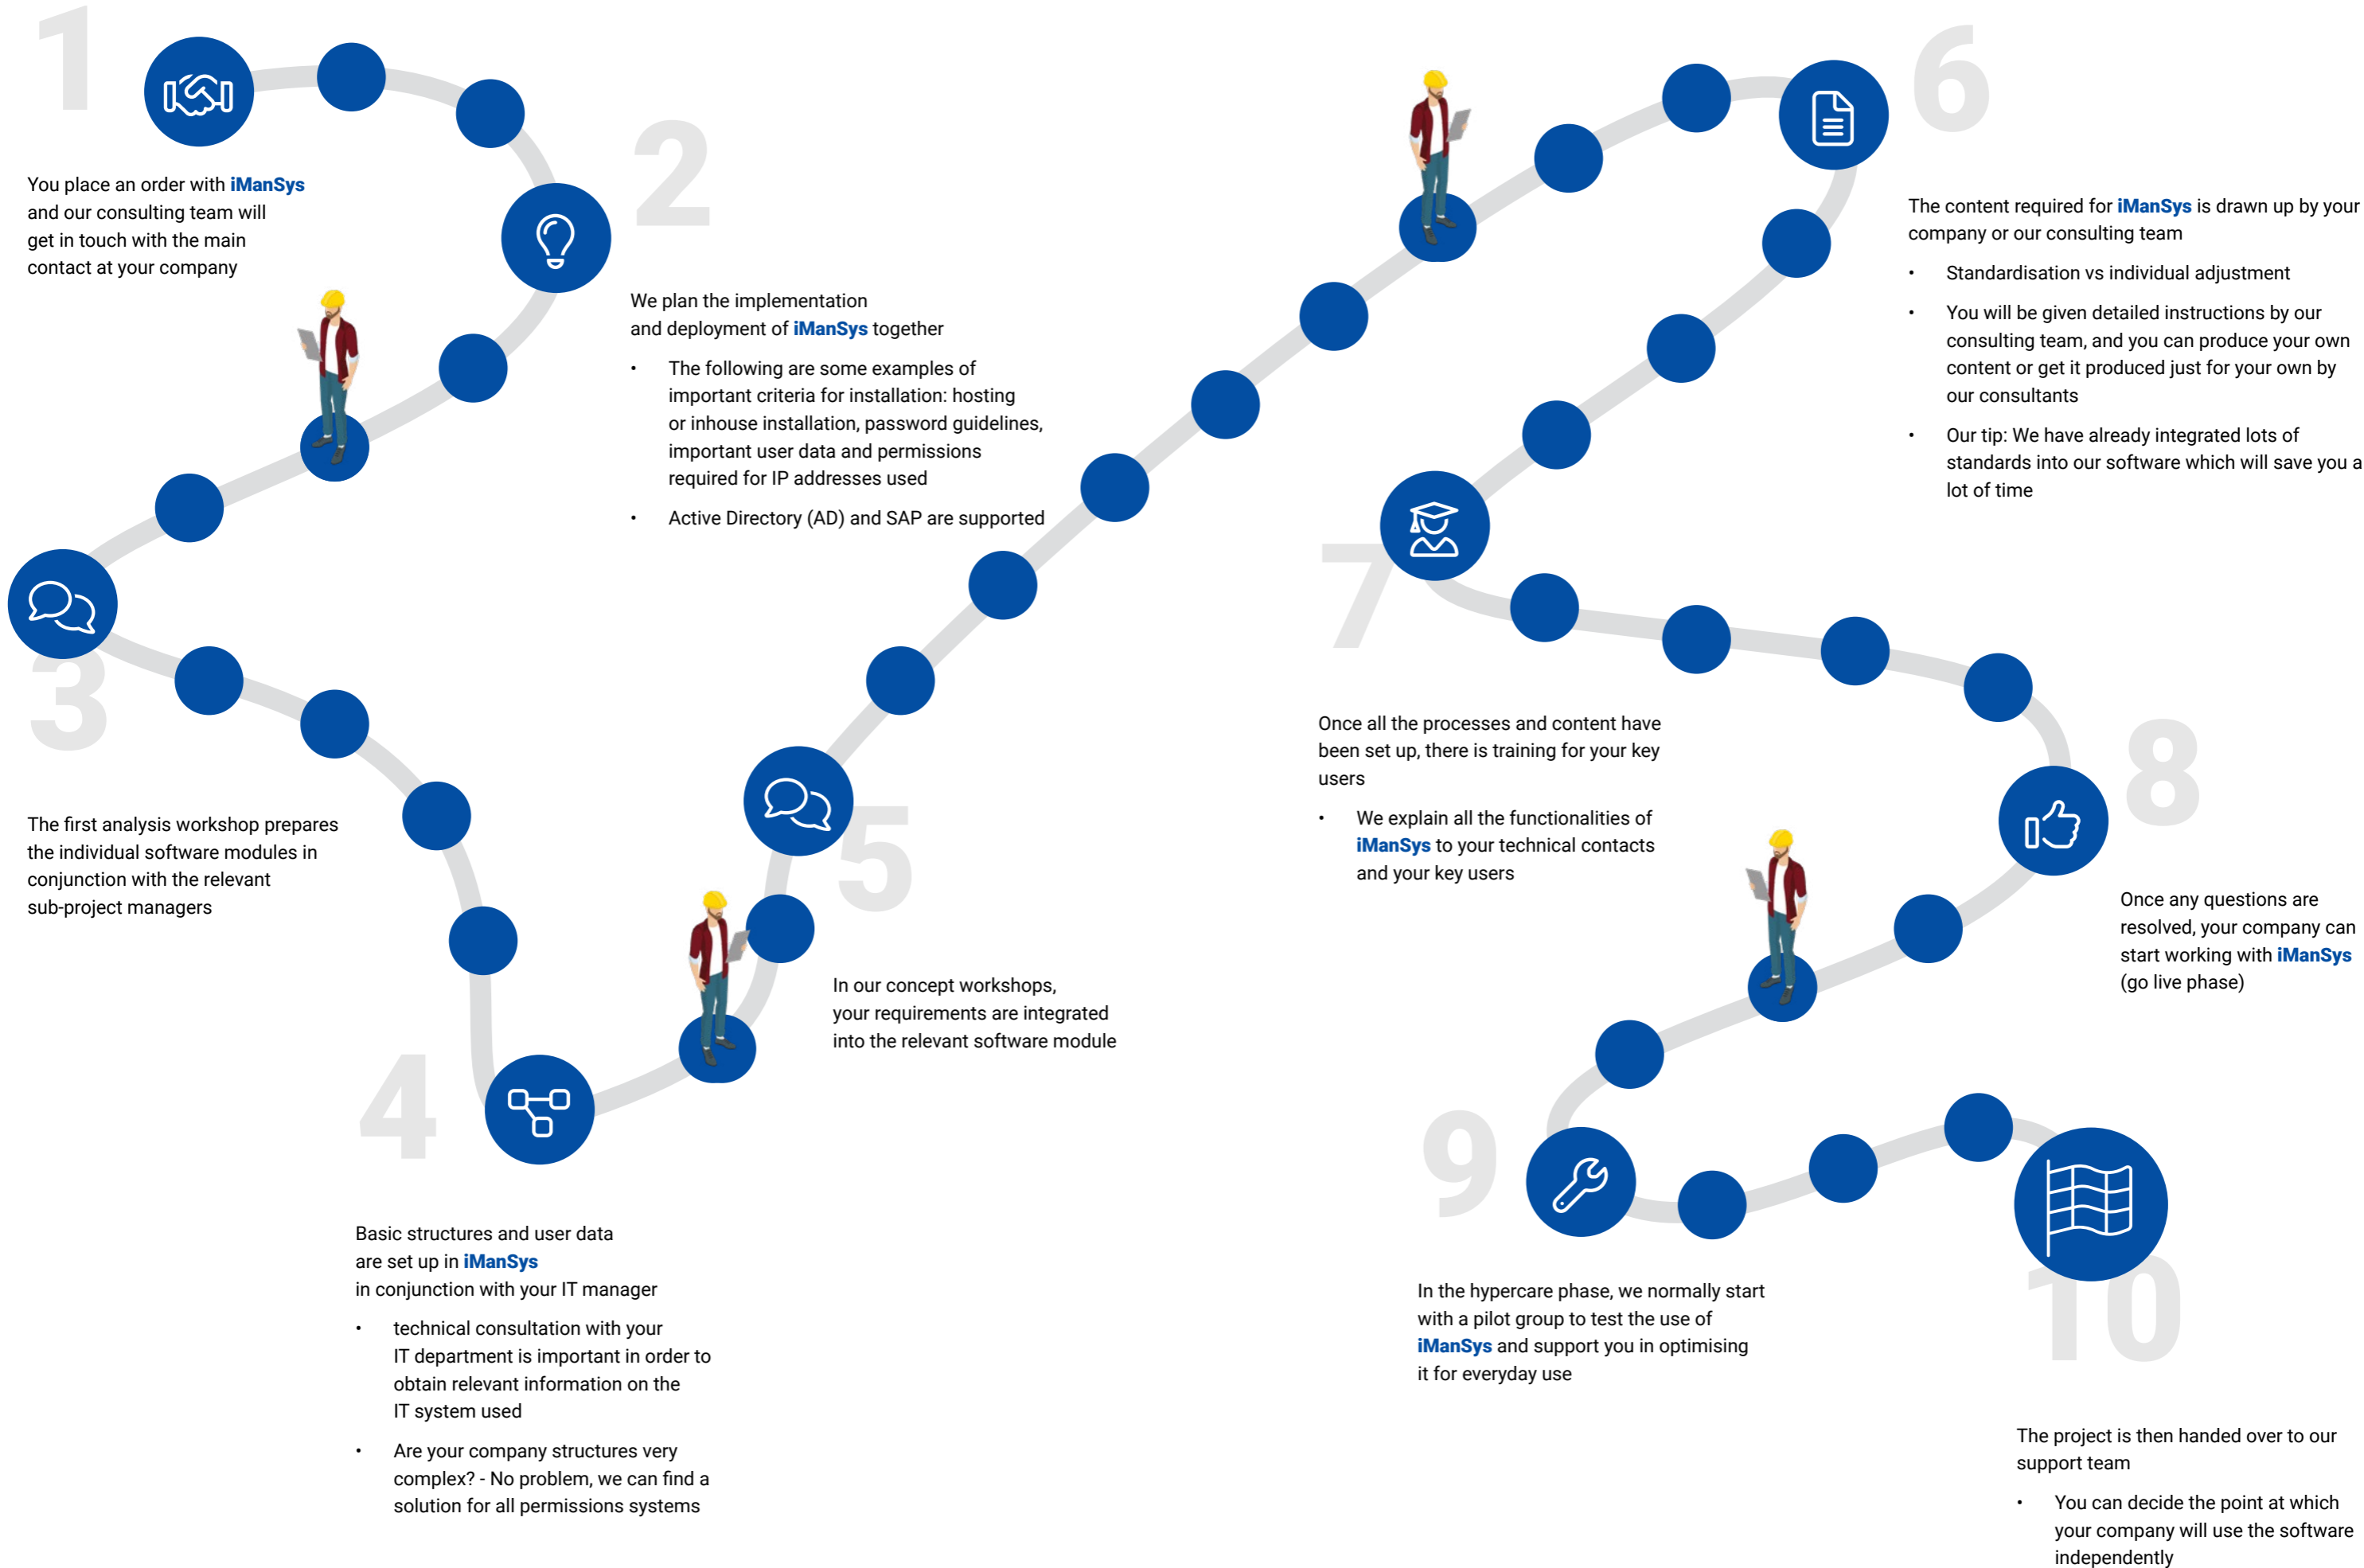 1
You place an order with iManSys
and our consulting team will
get in touch with the main
contact at your company
2
We plan the implementation
and deployment of iManSys together
• The following are some examples of
important criteria for installation: hosting
or inhouse installation, password guidelines,
important user data and permissions
required for IP addresses used
• Active Directory (AD) and SAP are supported
3
The first analysis workshop prepares
the individual software modules in
conjunction with the relevant
sub-project managers
4
Basic structures and user data
are set up in iManSys
in conjunction with your IT manager
• technical consultation with your
IT department is important in order to
obtain relevant information on the
IT system used
• Are your company structures very
complex? - No problem, we can find a
solution for all permissions systems
5
In our concept workshops,
your requirements are integrated
into the relevant software module
6
The content required for iManSys is drawn up by your
company or our consulting team
• Standardisation vs individual adjustment
• You will be given detailed instructions by our
consulting team, and you can produce your own
content or get it produced just for your own by
our consultants
• Our tip: We have already integrated lots of
standards into our software which will save you a
lot of time
7
Once all the processes and content have
been set up, there is training for your key
users
• We explain all the functionalities of
iManSys to your technical contacts
and your key users
8
Once any questions are
resolved, your company can
start working with iManSys
(go live phase)
9
In the hypercare phase, we normally start
with a pilot group to test the use of
iManSys and support you in optimising
it for everyday use
10
The project is then handed over to our
support team
• You can decide the point at which
your company will use the software
independently